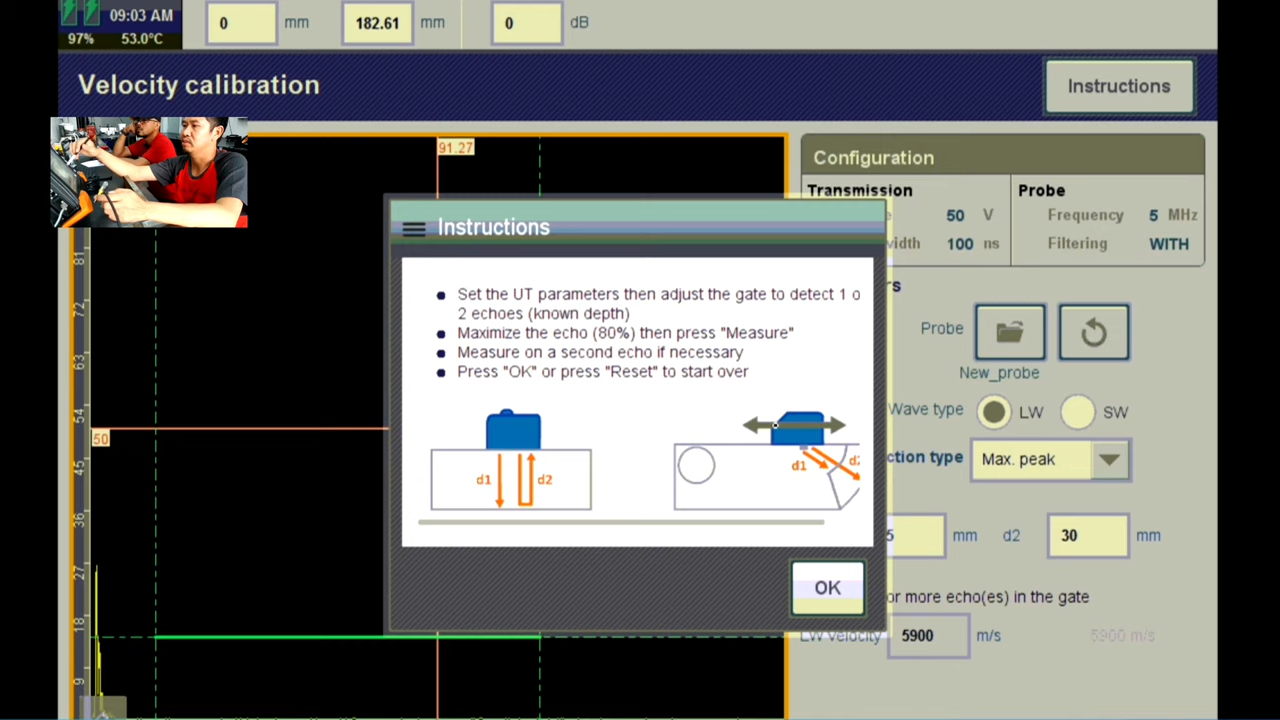 09:03 AM
97% 53.0°C
0 mm 182.61 mm 0 dB
Velocity calibration
Instructions
91.27
Configuration
Transmission Probe
50 V Frequency 5 MHz
100 ns Filtering WITH
Instructions
Set the UT parameters then adjust the gate to detect 1 o
2 echoes (known depth)
Maximize the echo (80%) then press "Measure"
Measure on a second echo if necessary
Press "OK" or press "Reset" to start over
d1 d2
d1 d2
OK
Probe
New_probe
Wave type LW SW
ction type Max. peak
5 mm d2 30 mm
or more echo(es) in the gate
LW velocity 5900 m/s 5900 m/s
81
72
63
54
50
45
36
27
18
9